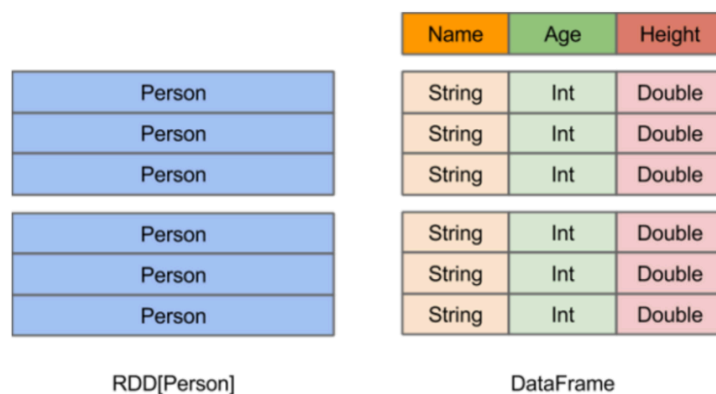 Name Age Height
Person String Int Double
Person String Int Double
Person String Int Double
Person String Int Double
Person String Int Double
Person String Int Double
RDD[Person] DataFrame